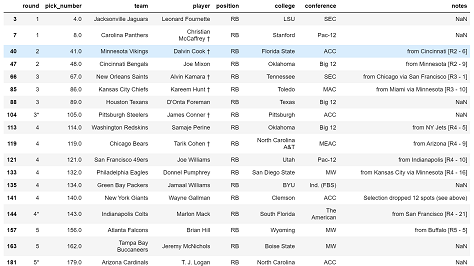 round pick_number team player position college conference notes
3 1 4.0 Jacksonville Jaguars Leonard Fournette RB LSU SEC NaN
7 1 8.0 Carolina Panthers Christian McCaffrey † RB Stanford Pac-12 NaN
40 2 41.0 Minnesota Vikings Dalvin Cook † RB Florida State ACC from Cincinnati [R2 - 6]
47 2 48.0 Cincinnati Bengals Joe Mixon RB Oklahoma Big 12 from Minnesota [R2 - 9]
66 3 67.0 New Orleans Saints Alvin Kamara † RB Tennessee SEC from Chicago via San Francisco [R3 - 1]
85 3 86.0 Kansas City Chiefs Kareem Hunt † RB Toledo MAC from Miami via Minnesota [R3 - 10]
88 3 89.0 Houston Texans D'Onta Foreman RB Texas Big 12 NaN
104 3* 105.0 Pittsburgh Steelers James Conner † RB Pittsburgh ACC NaN
113 4 114.0 Washington Redskins Samaje Perine RB Oklahoma Big 12 from NY Jets [R4 - 5]
118 4 119.0 Chicago Bears Tarik Cohen † RB North Carolina A&T MEAC from Arizona [R4 - 9]
121 4 121.0 San Francisco 49ers Joe Williams RB Utah Pac-12 from Indianapolis [R4 - 10]
133 4 132.0 Philadelphia Eagles Donnel Pumphrey RB San Diego State MW from Kansas City via Minnesota [R4 - 16]
135 4 134.0 Green Bay Packers Jamaal Williams RB BYU Ind. (FBS) NaN
141 4 140.0 New York Giants Wayne Gallman RB Clemson ACC Selection dropped 12 spots (see above)
144 4* 143.0 Indianapolis Colts Marlon Mack RB South Florida The American from San Francisco [R4 - 21]
157 5 156.0 Atlanta Falcons Brian Hill RB Wyoming MW from Buffalo [R5 - 5]
163 5 162.0 Tampa Bay Buccaneers Jeremy McNichols RB Boise State MW NaN
181 5* 179.0 Arizona Cardinals T. J. Logan RB North Carolina ACC NaN